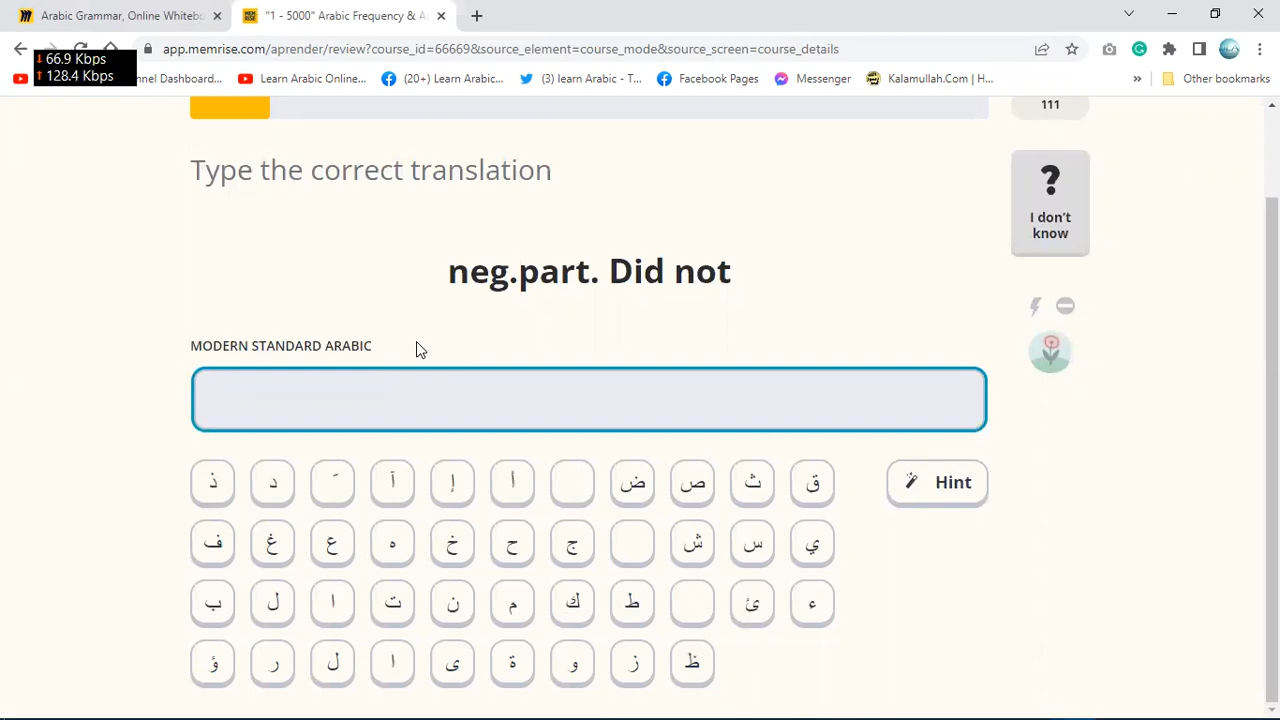 Arabic Grammar, Online Whitebo
"1 - 5000" Arabic Frequency & A
app.memrise.com/aprender/review?course_id=66669&source_element=course_mode&source_screen=course_details
66.9 Kbps
128.4 Kbps
nnel Dashboard...
Learn Arabic Online...
(20+) Learn Arabic...
(3) learn Arabic - T...
Facebook Pages
Messenger
Kalamullah.Com | H...
»
Other bookmarks
111
Type the correct translation
?
I don't
know
neg.part. Did not
MODERN STANDARD ARABIC
ذ د َ آ إ أ ض ص ث ق
Hint
ف غ ع ه خ ح ج ش س ي
ب ل ا ت ن م ك ط ئ ء
ؤ ر ل ا ى ة و ز ظ